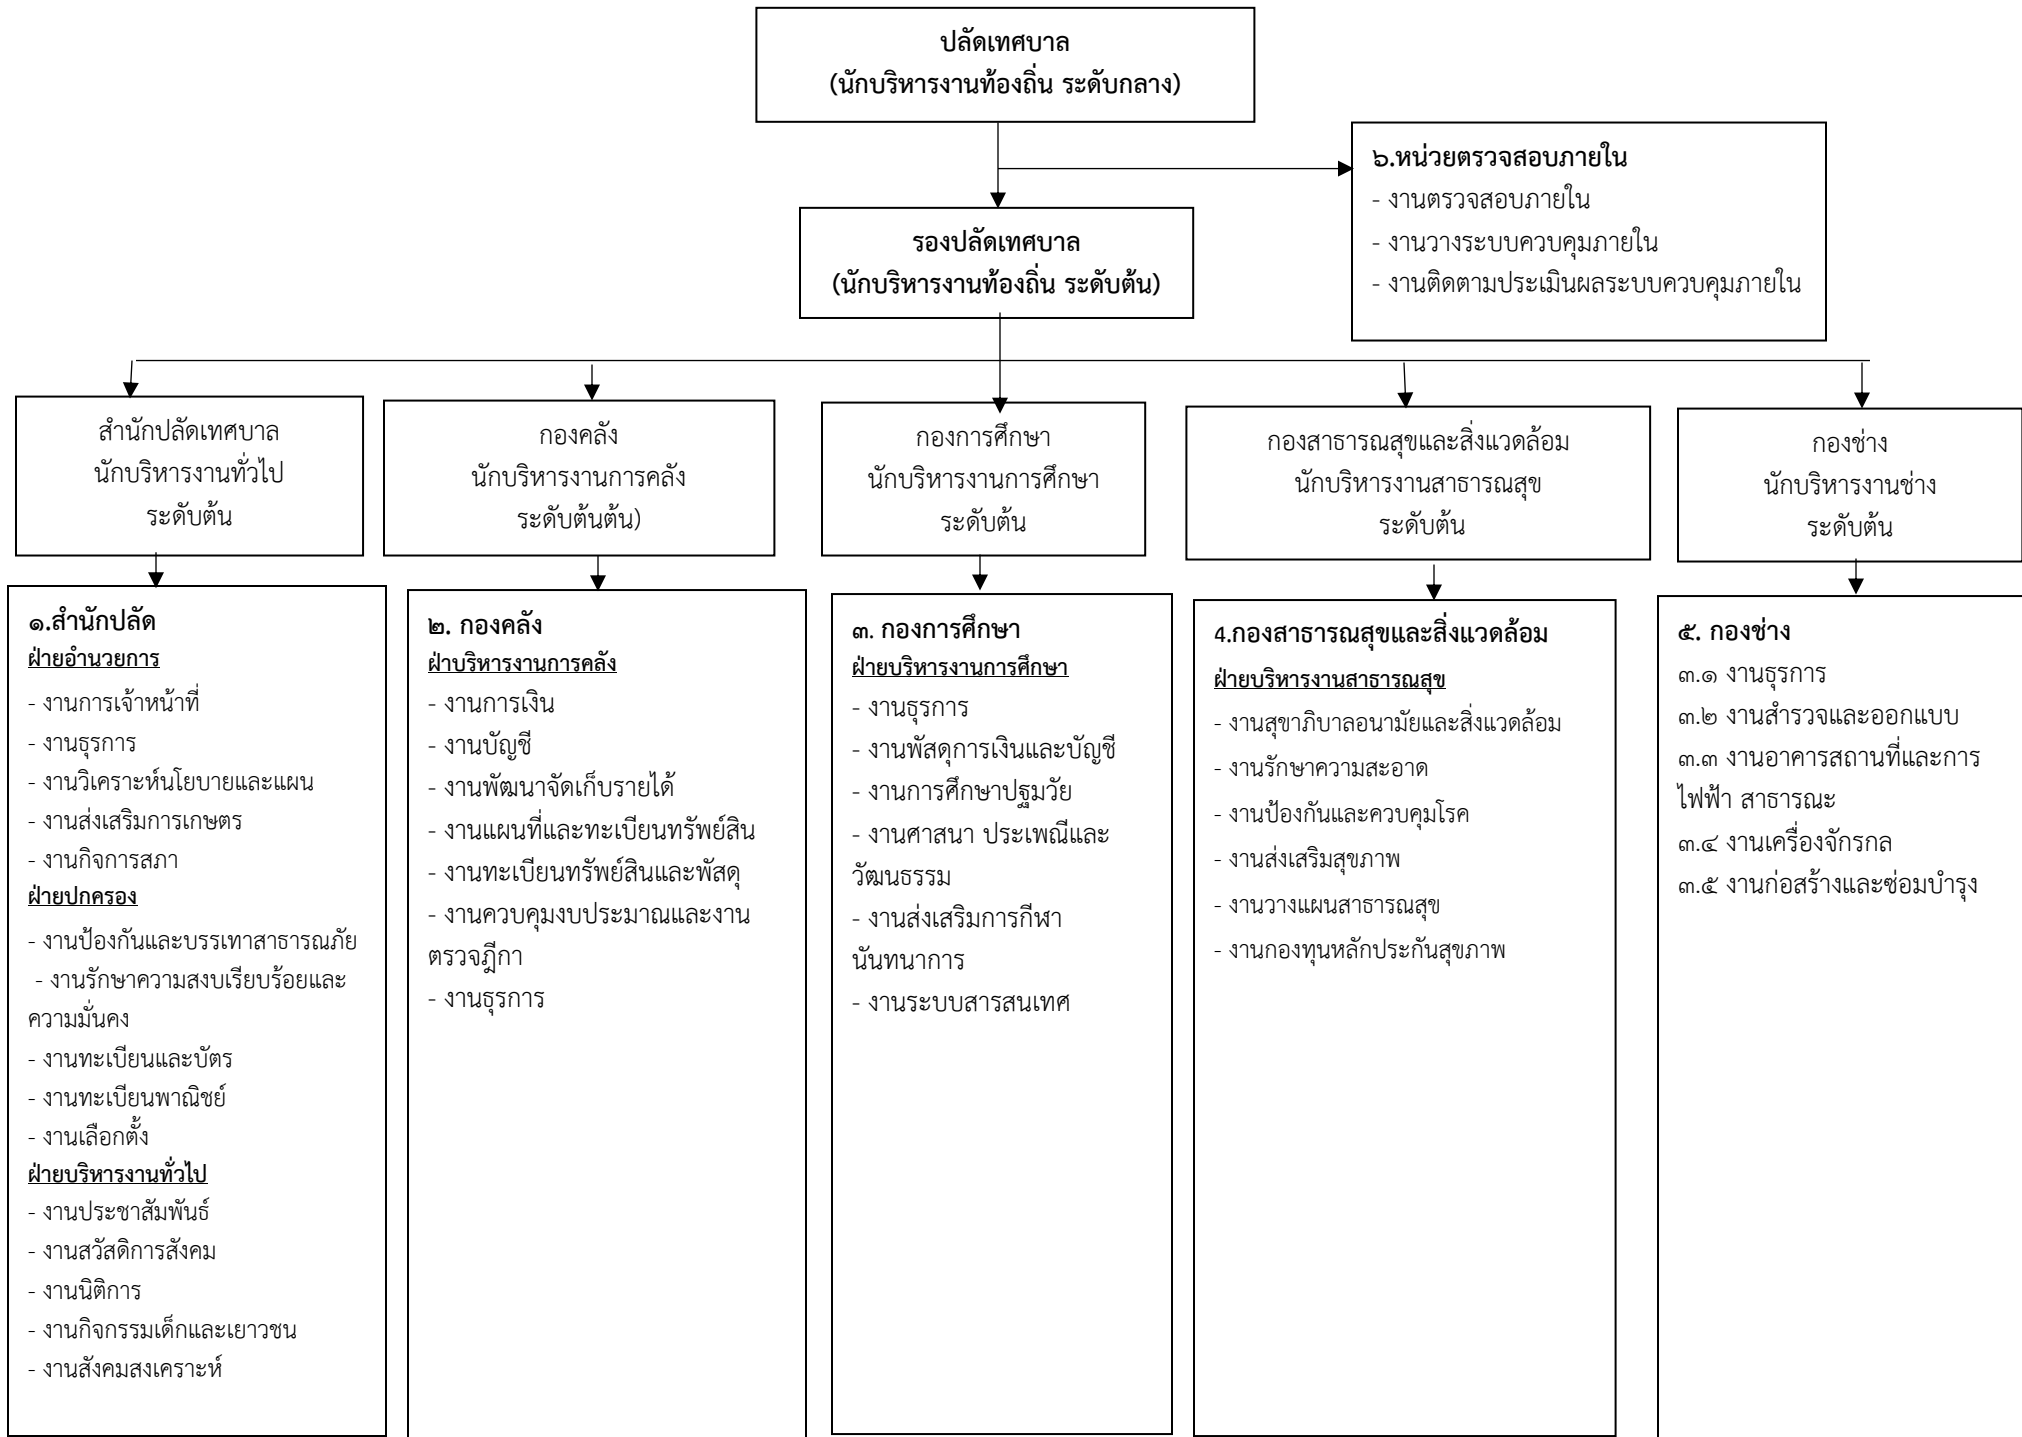 ปลัดเทศบาล
(นักบริหารงานท้องถิ่น ระดับกลาง)
๖.หน่วยตรวจสอบภายใน
- งานตรวจสอบภายใน
- งานวางระบบควบคุมภายใน
- งานติดตามประเมินผลระบบควบคุมภายใน
รองปลัดเทศบาล
(นักบริหารงานท้องถิ่น ระดับต้น)
สำนักปลัดเทศบาล
นักบริหารงานทั่วไป
ระดับต้น
กองคลัง
นักบริหารงานการคลัง
ระดับต้นต้น)
กองการศึกษา
นักบริหารงานการศึกษา
ระดับต้น
กองสาธารณสุขและสิ่งแวดล้อม
นักบริหารงานสาธารณสุข
ระดับต้น
กองช่าง
นักบริหารงานช่าง
ระดับต้น
๑.สำนักปลัด
ฝ่ายอำนวยการ
- งานการเจ้าหน้าที่
- งานธุรการ
- งานวิเคราะห์นโยบายและแผน
- งานส่งเสริมการเกษตร
- งานกิจการสภา
ฝ่ายปกครอง
- งานป้องกันและบรรเทาสาธารณภัย
- งานรักษาความสงบเรียบร้อยและ
ความมั่นคง
- งานทะเบียนและบัตร
- งานทะเบียนพาณิชย์
- งานเลือกตั้ง
ฝ่ายบริหารงานทั่วไป
- งานประชาสัมพันธ์
- งานสวัสดิการสังคม
- งานนิติการ
- งานกิจกรรมเด็กและเยาวชน
- งานสังคมสงเคราะห์
๒. กองคลัง
ฝ่าบริหารงานการคลัง
- งานการเงิน
- งานบัญชี
- งานพัฒนาจัดเก็บรายได้
- งานแผนที่และทะเบียนทรัพย์สิน
- งานทะเบียนทรัพย์สินและพัสดุ
- งานควบคุมงบประมาณและงาน
ตรวจฎีกา
- งานธุรการ
๓. กองการศึกษา
ฝ่ายบริหารงานการศึกษา
- งานธุรการ
- งานพัสดุการเงินและบัญชี
- งานการศึกษาปฐมวัย
- งานศาสนา ประเพณีและ
วัฒนธรรม
- งานส่งเสริมการกีฬา
นันทนาการ
- งานระบบสารสนเทศ
4.กองสาธารณสุขและสิ่งแวดล้อม
ฝ่ายบริหารงานสาธารณสุข
- งานสุขาภิบาลอนามัยและสิ่งแวดล้อม
- งานรักษาความสะอาด
- งานป้องกันและควบคุมโรค
- งานส่งเสริมสุขภาพ
- งานวางแผนสาธารณสุข
- งานกองทุนหลักประกันสุขภาพ
๕. กองช่าง
๓.๑ งานธุรการ
๓.๒ งานสำรวจและออกแบบ
๓.๓ งานอาคารสถานที่และการ
ไฟฟ้า สาธารณะ
๓.๔ งานเครื่องจักรกล
๓.๕ งานก่อสร้างและซ่อมบำรุง